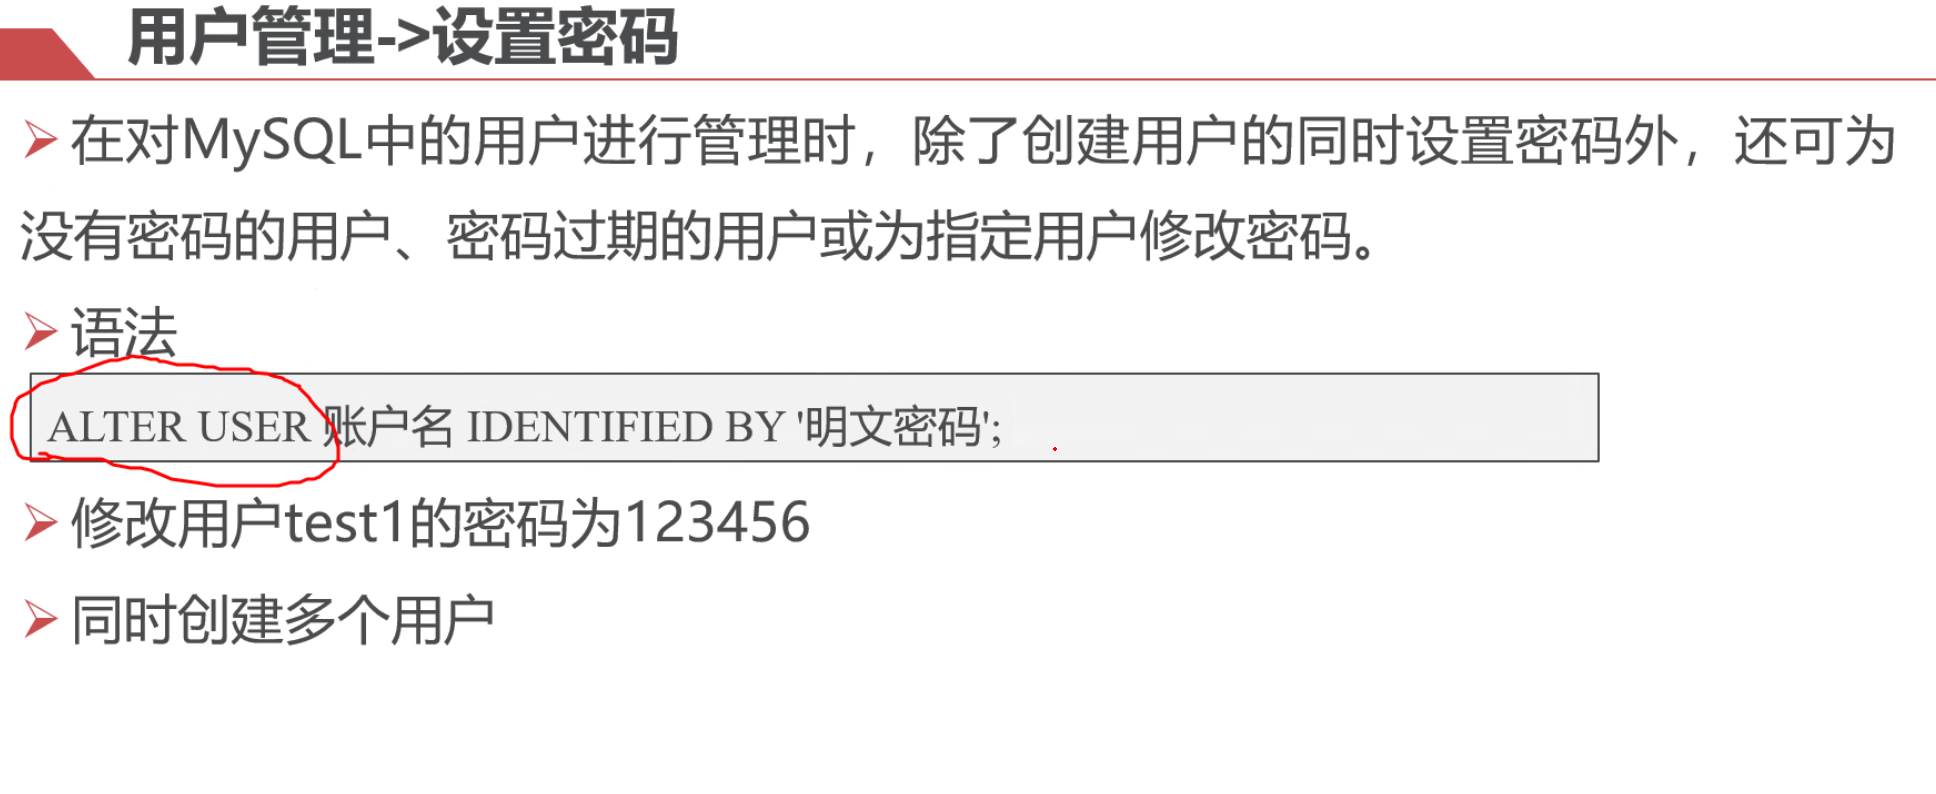 用户管理->设置密码
在对MySQL中的用户进行管理时，除了创建用户的同时设置密码外，还可为
没有密码的用户、密码过期的用户或为指定用户修改密码。
语法
ALTER USER 账户名 IDENTIFIED BY '明文密码';
修改用户test1的密码为123456
同时创建多个用户